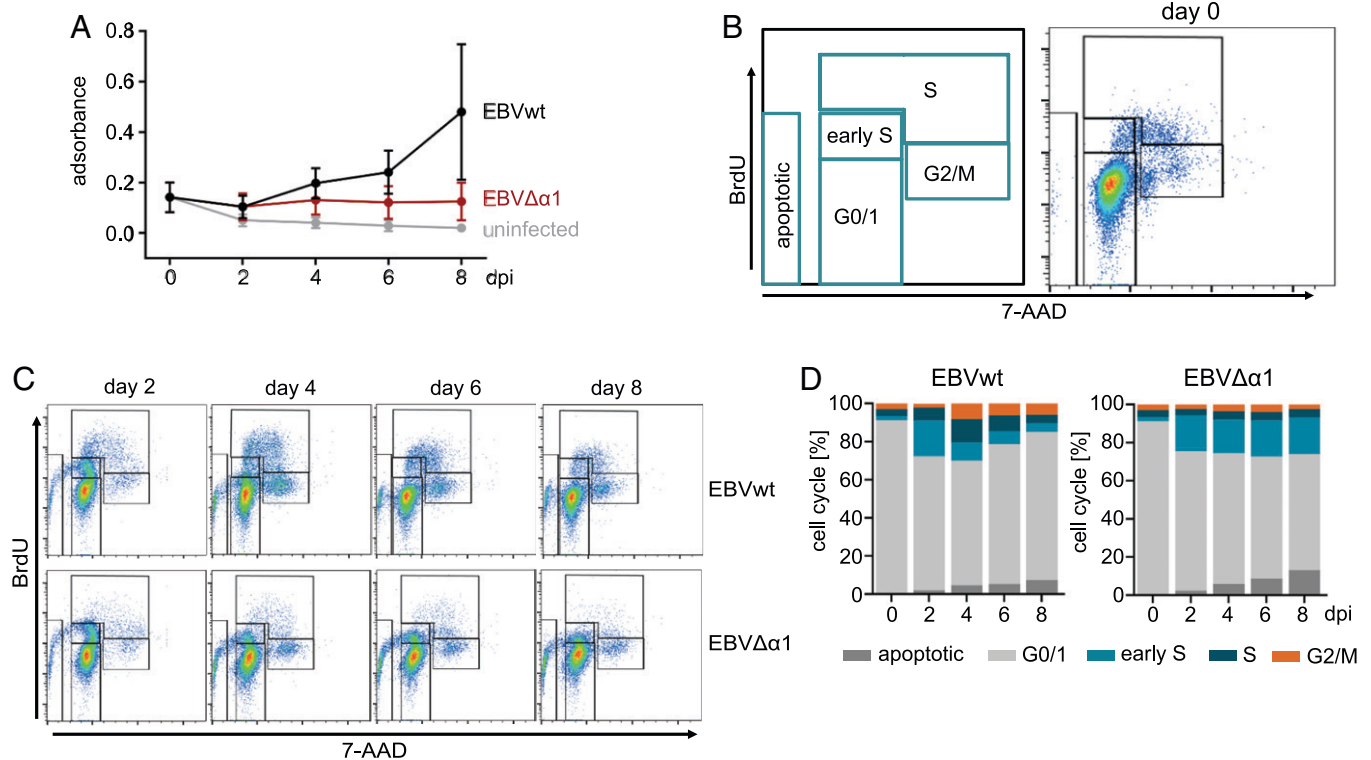 A
0.8
0.6
0.4
0.2
0.0
adsorbance
EBVwt
EBVΔα1
uninfected
0 2 4 6 8 dpi
B
day 0
BrdU
S
early S
G2/M
G0/1
apoptotic
7-AAD
C
day 2 day 4 day 6 day 8
EBVwt
EBVΔα1
BrdU
7-AAD
D
EBVwt EBVΔα1
cell cycle [%]
100
80
60
40
20
0
0 2 4 6 8
cell cycle [%]
100
80
60
40
20
0
0 2 4 6 8 dpi
apoptotic G0/1 early S S G2/M